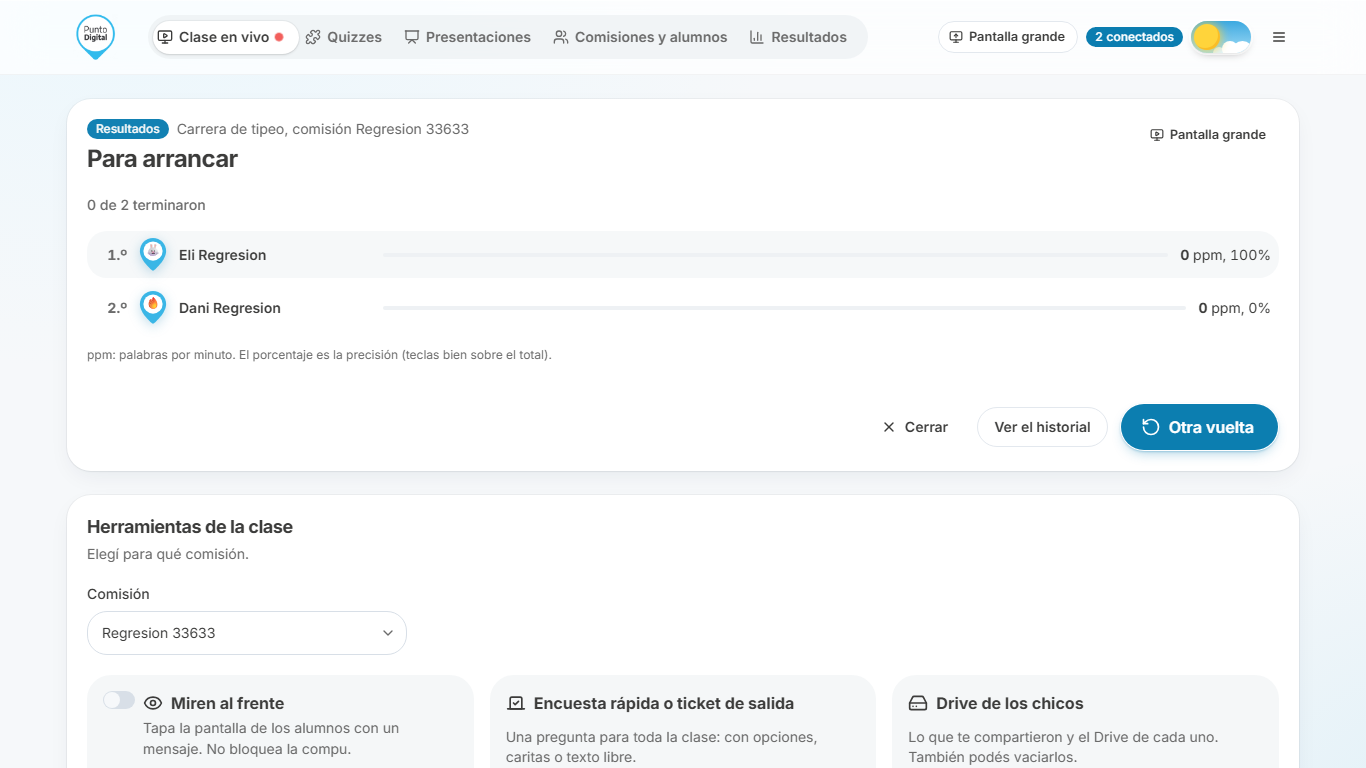 Punto
Digital
Clase en vivo
Quizzes
Presentaciones
Comisiones y alumnos
Resultados
Pantalla grande
2 conectados
Resultados
Carrera de tipeo, comisión Regresion 33633
Pantalla grande
Para arrancar
0 de 2 terminaron
1.º
Eli Regresion
0 ppm, 100%
2.º
Dani Regresion
0 ppm, 0%
ppm: palabras por minuto. El porcentaje es la precisión (teclas bien sobre el total).
Cerrar
Ver el historial
Otra vuelta
Herramientas de la clase
Elegí para qué comisión.
Comisión
Regresion 33633
Miren al frente
Tapa la pantalla de los alumnos con un
mensaje. No bloquea la compu.
Encuesta rápida o ticket de salida
Una pregunta para toda la clase: con opciones,
caritas o texto libre.
Drive de los chicos
Lo que te compartieron y el Drive de cada uno.
También podés vaciarlos.